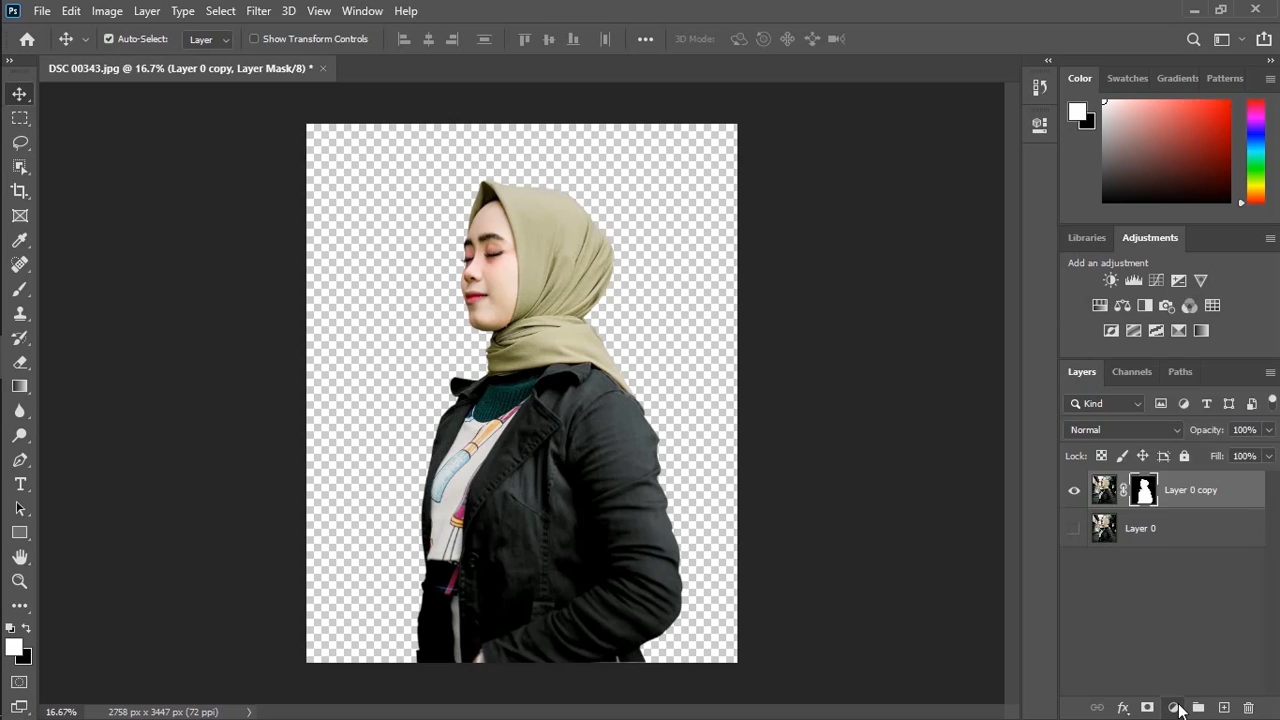 Ps File Edit Image Layer Type Select Filter 3D View Window Help
Auto-Select: Layer Show Transform Controls 3D Mode:
DSC 00343.jpg @ 16.7% (Layer 0 copy, Layer Mask/8) * ×
Color Swatches Gradients Patterns
Libraries Adjustments
Add an adjustment
Layers Channels Paths
Kind
Normal Opacity: 100%
Lock: Fill: 100%
Layer 0 copy
Layer 0
16.67% 2758 px x 3447 px (72 ppi)